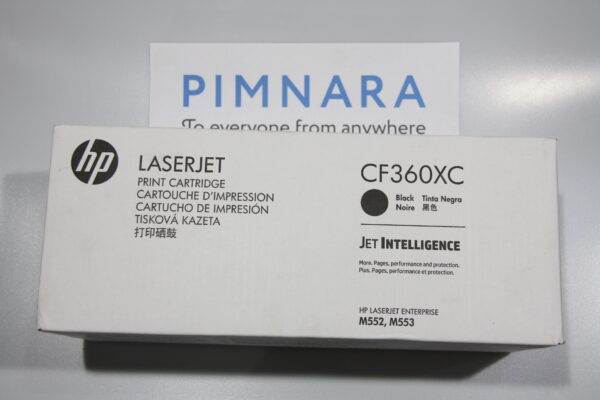 PIMNARA
To everyone from anywhere
hp
LASERJET
PRINT CARTRIDGE
CARTOUCHE D'IMPRESSION
CARTUCHO DE IMPRESIÓN
TISKOVÁ KAZETA
打印硒鼓
CF360XC
Black Tinta Negra
Noire 黑色
JET INTELLIGENCE
More. Pages, performance and protection.
Plus. Pages, performance et protection.
HP LASERJET ENTERPRISE
M552, M553